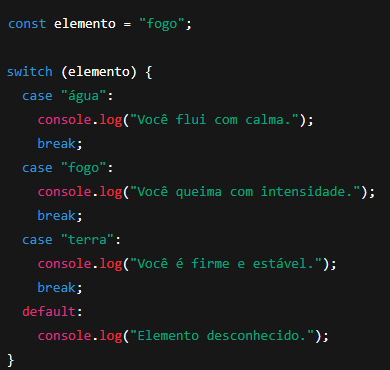 const elemento = "fogo";
switch (elemento) {
case "água":
console.log("Você flui com calma.");
break;
case "fogo":
console.log("Você queima com intensidade.");
break;
case "terra":
console.log("Você é firme e estável.");
break;
default:
console.log("Elemento desconhecido.");
}